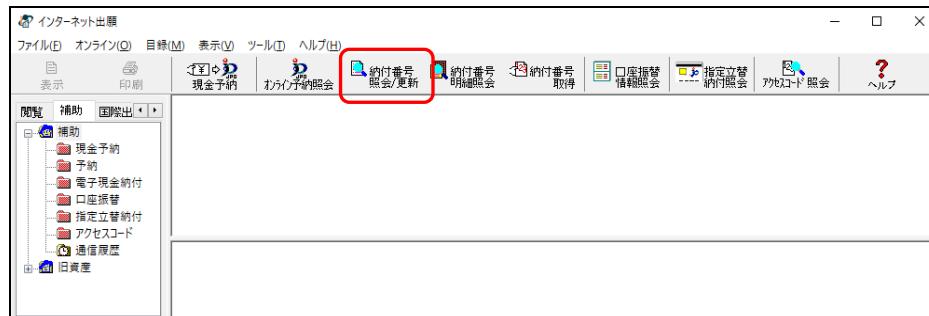 インターネット出願
ファイル(F) オンライン(O) 目録(M) 表示(V) ツール(T) ヘルプ(H)
表示 印刷 現金予納 オンライン予納照会 納付番号照会/更新 納付番号明細照会 納付番号取得 口座振替情報照会 指定立替納付照会 アクセスコード照会 ヘルプ
閲覧 補助 国際出
補助
現金予納
予納
電子現金納付
口座振替
指定立替納付
アクセスコード
通信履歴
旧資産